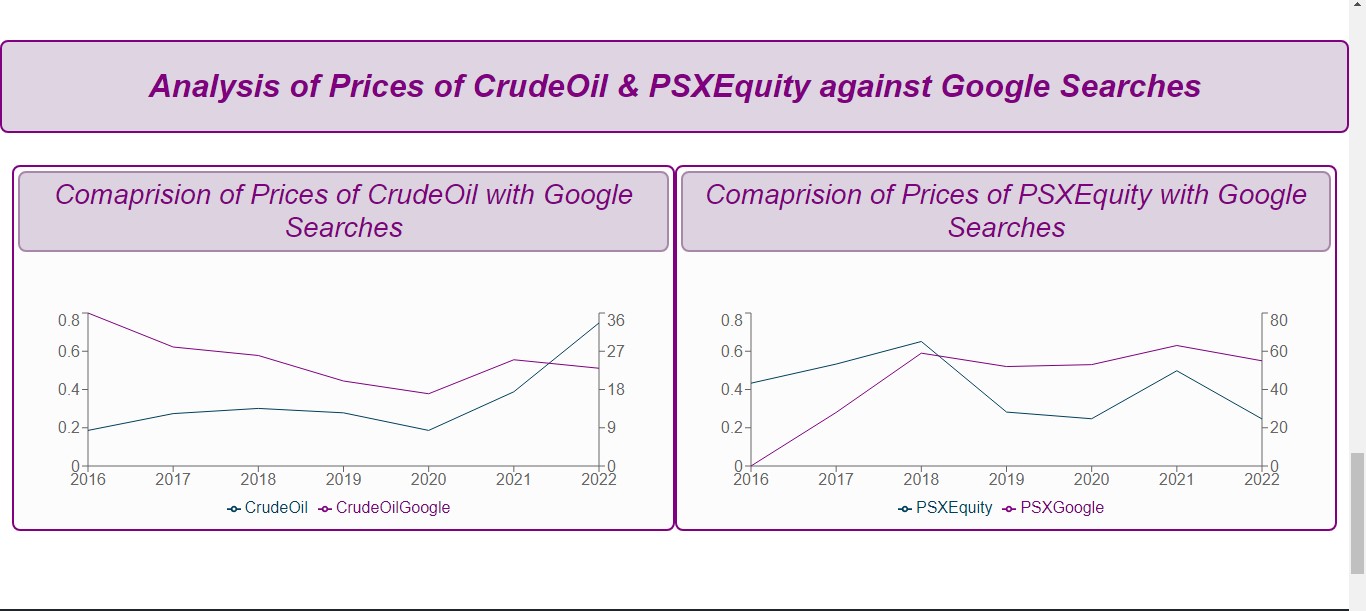 Analysis of Prices of CrudeOil & PSXEquity against Google Searches
Comaprision of Prices of CrudeOil with Google
Searches
0.8
0.6
0.4
0.2
0
36
27
18
9
0
2016 2017 2018 2019 2020 2021 2022
CrudeOil CrudeOilGoogle
Comaprision of Prices of PSXEquity with Google
Searches
0.8
0.6
0.4
0.2
0
80
60
40
20
0
2016 2017 2018 2019 2020 2021 2022
PSXEquity PSXGoogle